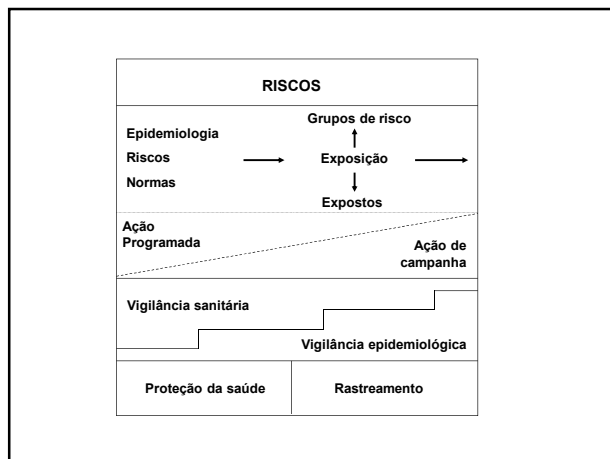 RISCOS
Grupos de risco
Epidemiologia
Riscos
Exposição
Normas
Expostos
Ação
Programada
Ação de
campanha
Vigilância sanitária
Vigilância epidemiológica
Proteção da saúde
Rastreamento